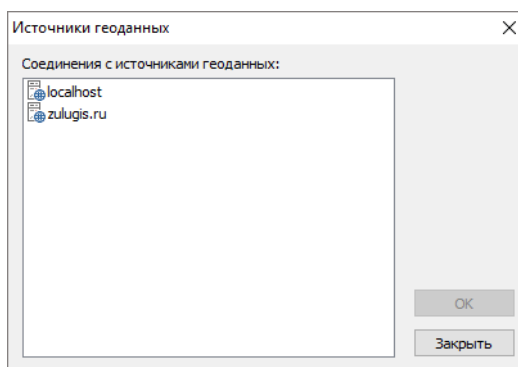 Источники геоданных
Соединения с источниками геоданных:
localhost
zulugis.ru
OK
Закрыть